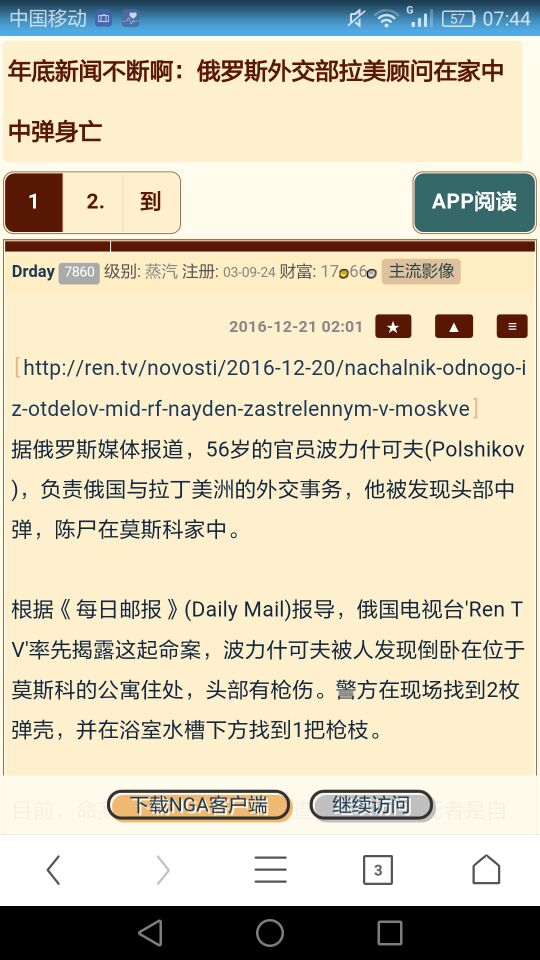 中国移动
G
57
07:44
年底新闻不断啊：俄罗斯外交部拉美顾问在家中
中弹身亡
1 2. 到 APP阅读
Drday 7860 级别: 蒸汽 注册: 03-09-24 财富: 17 66 主流影像
2016-12-21 02:01 ★ ▲ ≡
[http://ren.tv/novosti/2016-12-20/nachalnik-odnogo-i
z-otdelov-mid-rf-nayden-zastrelennym-v-moskve]
据俄罗斯媒体报道，56岁的官员波力什可夫(Polshikov
)，负责俄国与拉丁美洲的外交事务，他被发现头部中
弹，陈尸在莫斯科家中。
根据《每日邮报》(Daily Mail)报导，俄国电视台'Ren T
V'率先揭露这起命案，波力什可夫被人发现倒卧在位于
莫斯科的公寓住处，头部有枪伤。警方在现场找到2枚
弹壳，并在浴室水槽下方找到1把枪枝。
目前，命案 者是自
下载NGA客户端 继续访问
3